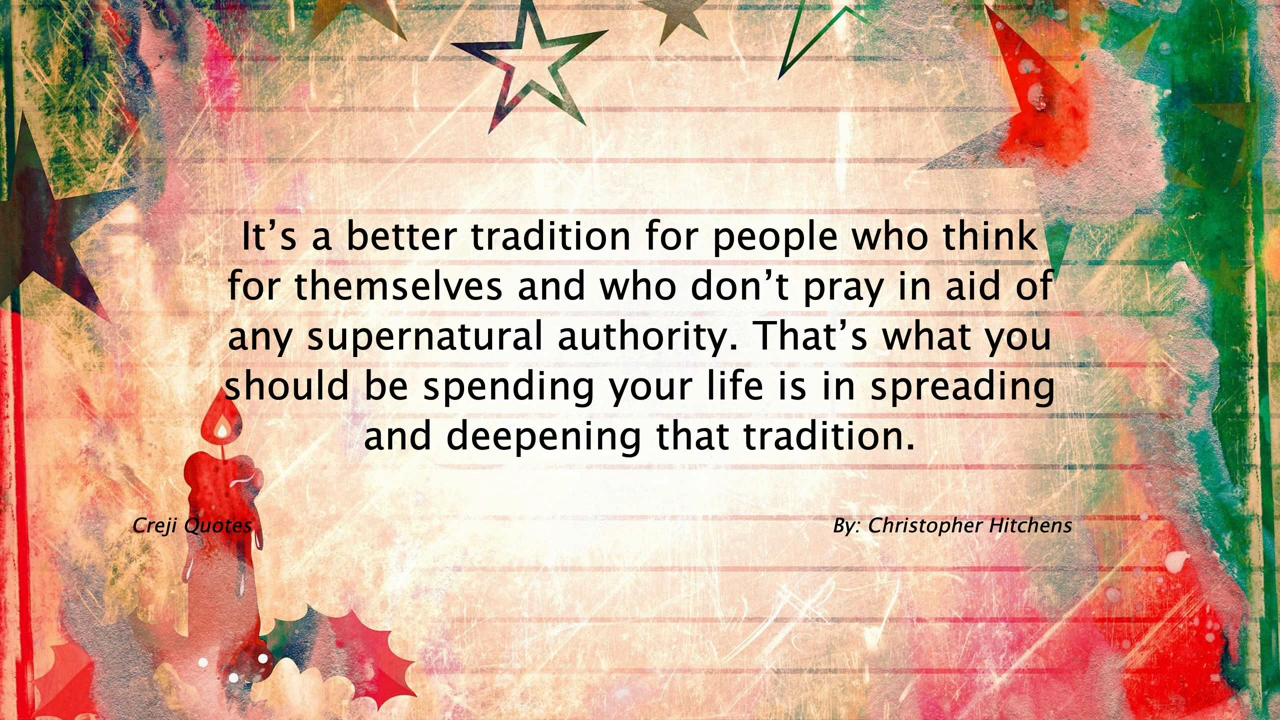 It’s a better tradition for people who think
for themselves and who don’t pray in aid of
any supernatural authority. That’s what you
should be spending your life is in spreading
and deepening that tradition.
Creji Quotes
By: Christopher Hitchens